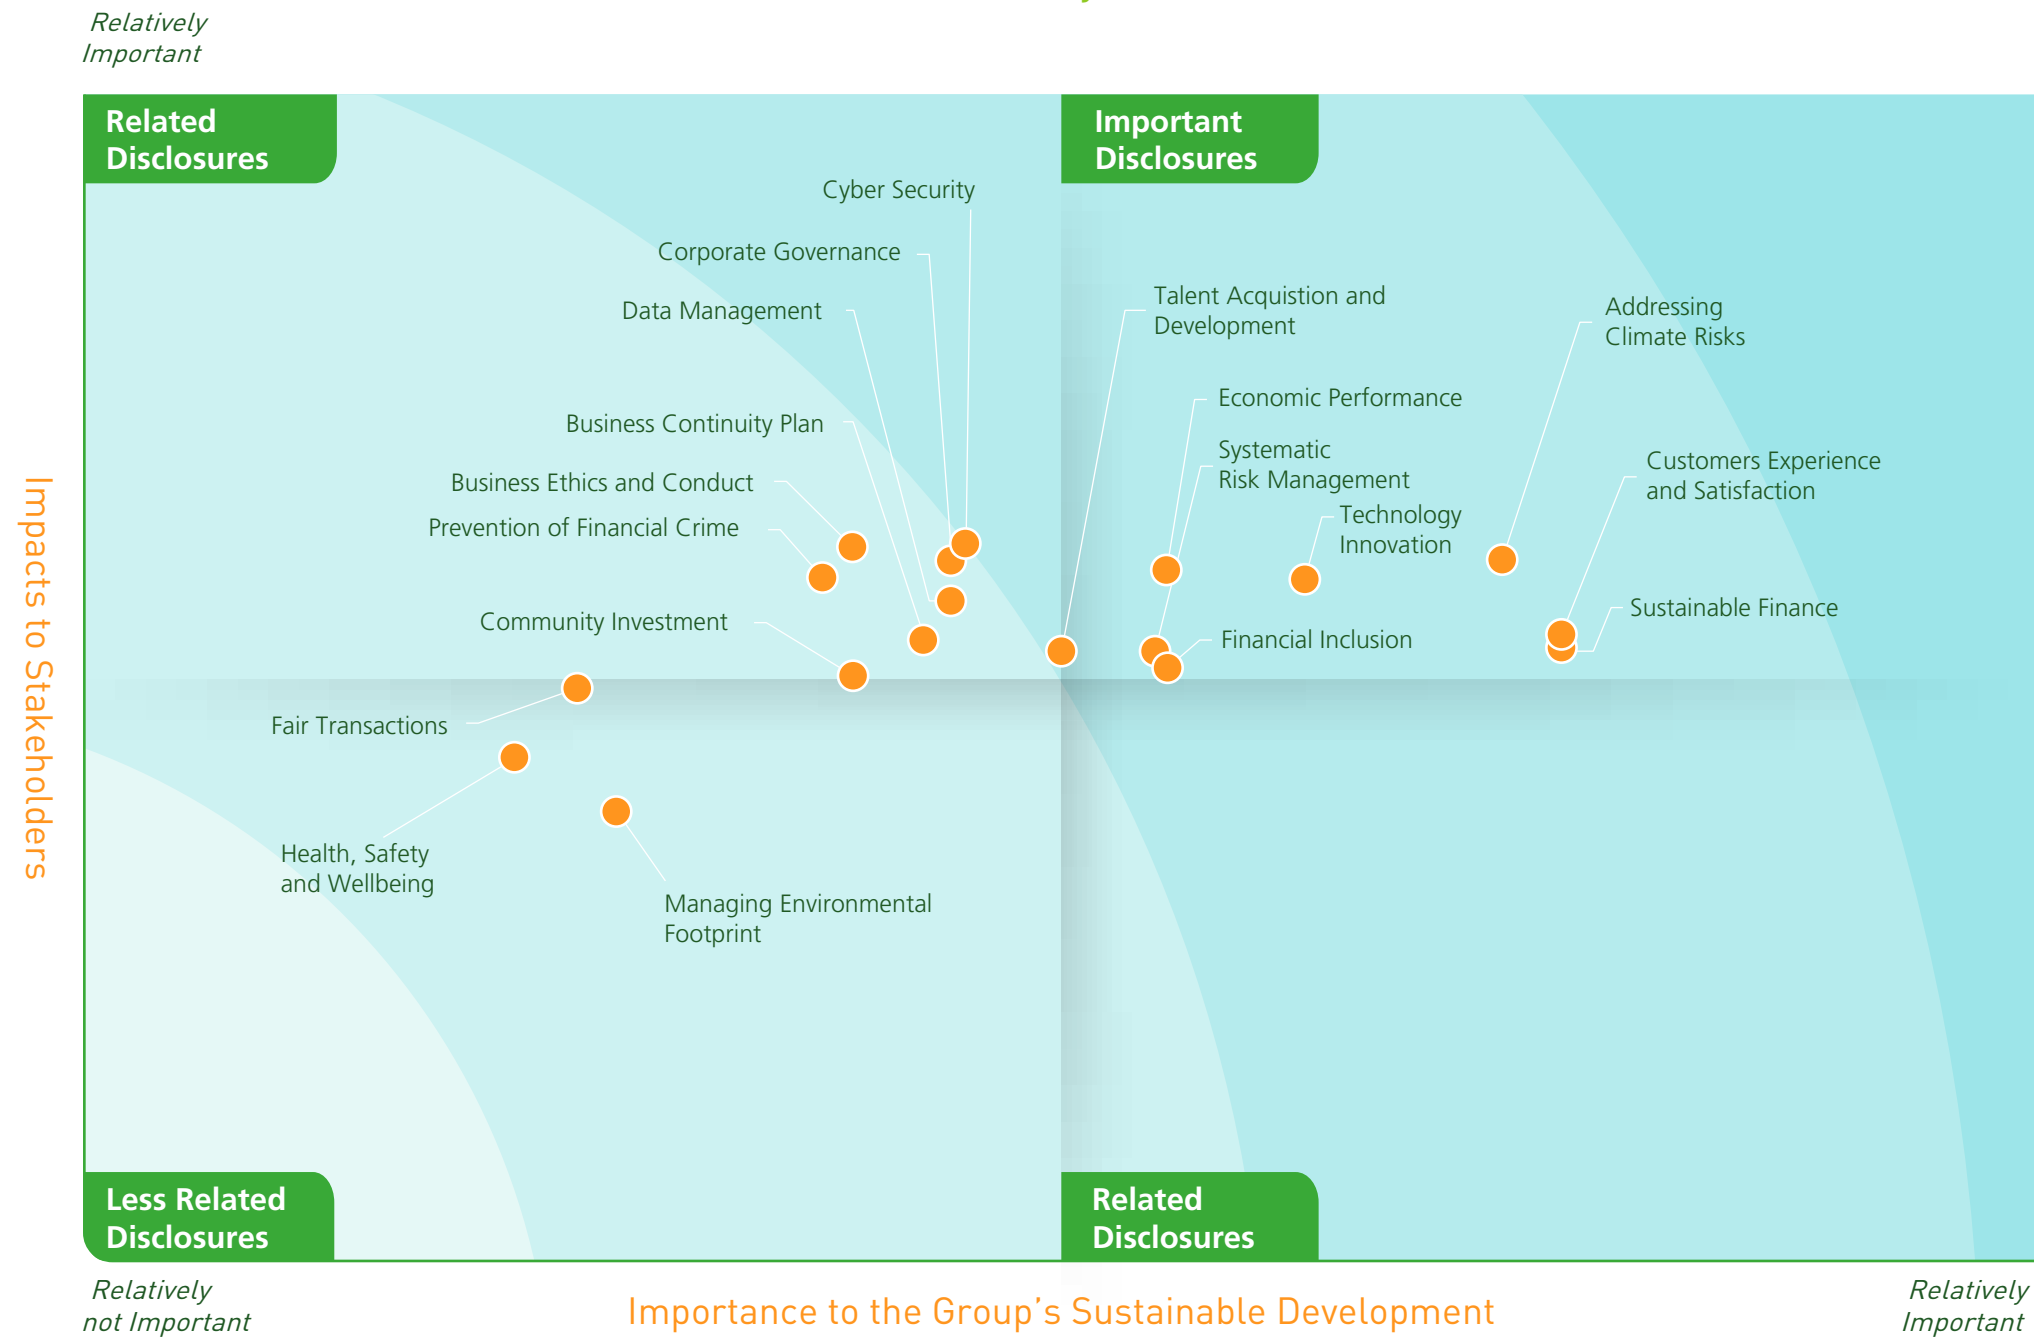 Relatively
Important
Related
Disclosures
Important
Disclosures
Cyber Security
Corporate Governance
Data Management
Talent Acquistion and
Development
Addressing
Climate Risks
Business Continuity Plan
Economic Performance
Systematic
Risk Management
Customers Experience
and Satisfaction
Business Ethics and Conduct
Prevention of Financial Crime
Technology
Innovation
Community Investment
Financial Inclusion
Sustainable Finance
Fair Transactions
Health, Safety
and Wellbeing
Managing Environmental
Footprint
Impacts to Stakeholders
Less Related
Disclosures
Related
Disclosures
Relatively
not Important
Importance to the Group’s Sustainable Development
Relatively
Important